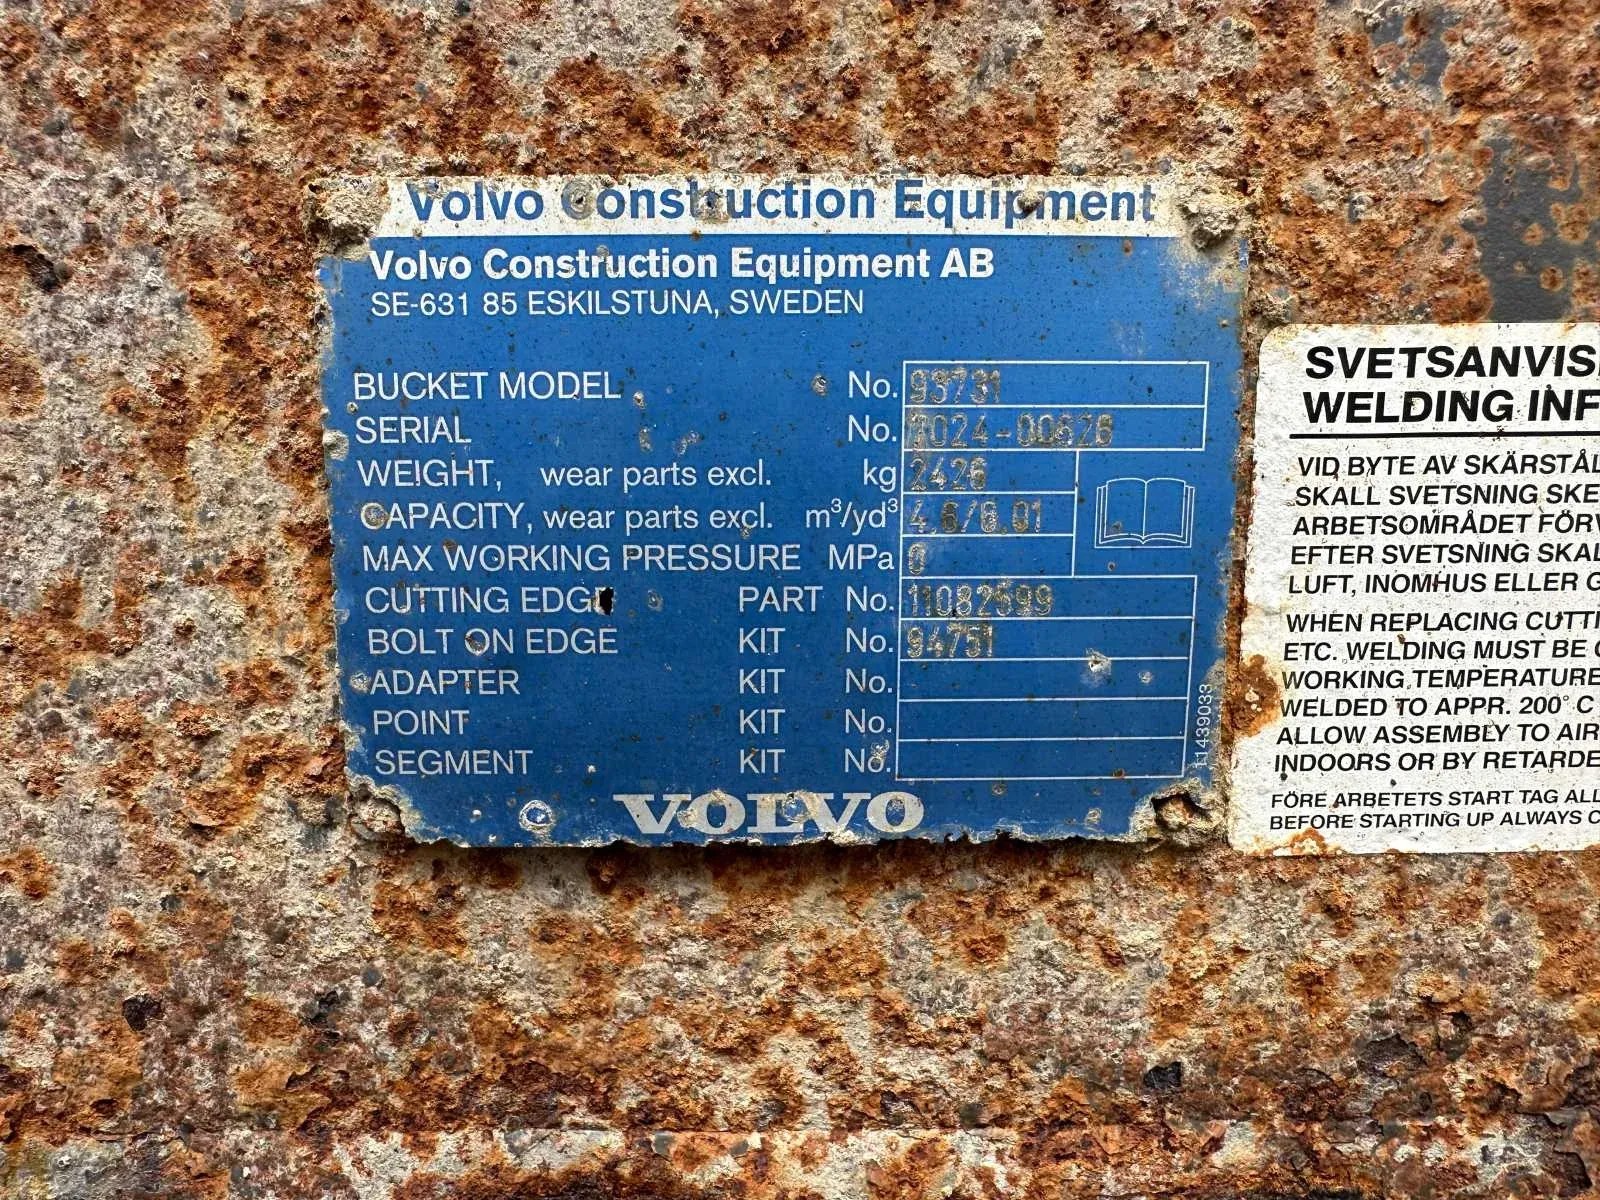 Volvo Construction Equipment
Volvo Construction Equipment AB
SE-631 85 ESKILSTUNA, SWEDEN
BUCKET MODEL No. 93731
SERIAL No. 2024-00626
WEIGHT, wear parts excl. kg 2426
CAPACITY, wear parts excl. m³/yd³ 4.6/6.01
MAX WORKING PRESSURE MPa 0
CUTTING EDGE PART No. 11082699
BOLT ON EDGE KIT No. 94751
ADAPTER KIT No.
POINT KIT No.
SEGMENT KIT No.
11439033
VOLVO
SVETSANVIS
WELDING INF
VID BYTE AV SKÄRSTÅL
SKALL SVETSNING SKE
ARBETSOMRÅDET FÖRV
EFTER SVETSNING SKAL
LUFT, INOMHUS ELLER G
WHEN REPLACING CUTTI
ETC. WELDING MUST BE
WORKING TEMPERATURE
WELDED TO APPR. 200° C
ALLOW ASSEMBLY TO AIR
INDOORS OR BY RETARDE
FÖRE ARBETETS START TAG ALL
BEFORE STARTING UP ALWAYS C